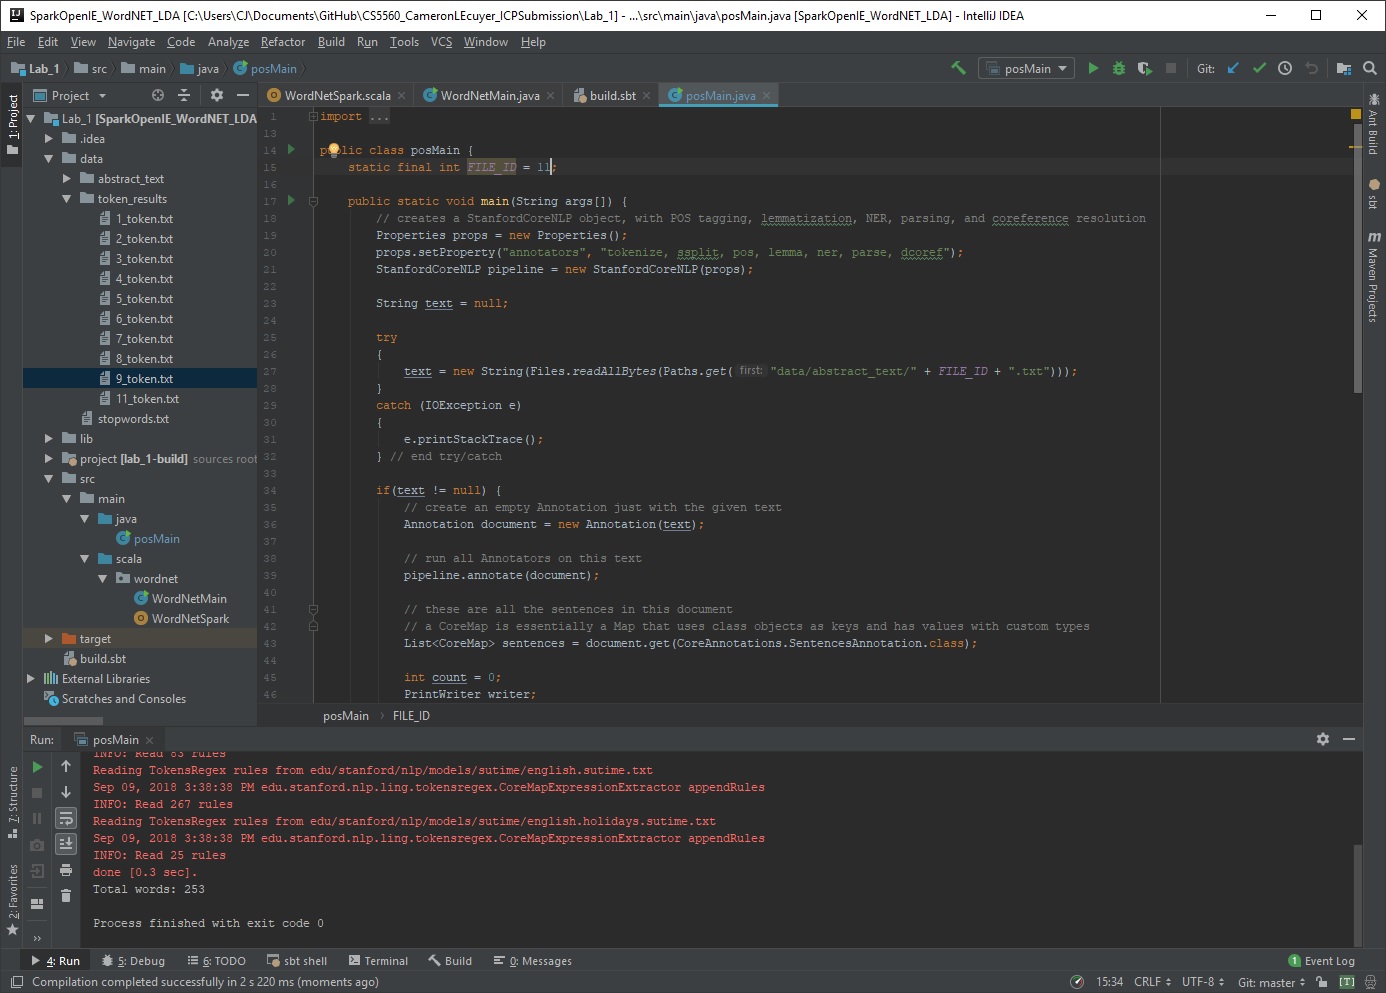 SparkOpenIE_WordNET_LDA [C:\Users\CJ\Documents\GitHub\CS5560_CameronLEcuyer_ICPSubmission\Lab_1] - ...\src\main\java\posMain.java [SparkOpenIE_WordNET_LDA] - IntelliJ IDEA
File Edit View Navigate Code Analyze Refactor Build Run Tools VCS Window Help
Lab_1 src main java posMain posMain Git:
Project WordNetSpark.scala WordNetMain.java build.sbt posMain.java
1: Project
Lab_1 [SparkOpenIE_WordNET_LDA
.idea
data
abstract_text
token_results
1_token.txt
2_token.txt
3_token.txt
4_token.txt
5_token.txt
6_token.txt
7_token.txt
8_token.txt
9_token.txt
11_token.txt
stopwords.txt
lib
project [lab_1-build] sources root
src
main
java
posMain
scala
wordnet
WordNetMain
WordNetSpark
target
build.sbt
External Libraries
Scratches and Consoles
1 import ...
13
14 public class posMain {
15 static final int FILE_ID = 11;
16
17 public static void main(String args[]) {
18 // creates a StanfordCoreNLP object, with POS tagging, lemmatization, NER, parsing, and coreference resolution
19 Properties props = new Properties();
20 props.setProperty("annotators", "tokenize, ssplit, pos, lemma, ner, parse, dcoref");
21 StanfordCoreNLP pipeline = new StanfordCoreNLP(props);
22
23 String text = null;
24
25 try
26 {
27 text = new String(Files.readAllBytes(Paths.get( first: "data/abstract_text/" + FILE_ID + ".txt")));
28 }
29 catch (IOException e)
30 {
31 e.printStackTrace();
32 } // end try/catch
33
34 if(text != null) {
35 // create an empty Annotation just with the given text
36 Annotation document = new Annotation(text);
37
38 // run all Annotators on this text
39 pipeline.annotate(document);
40
41 // these are all the sentences in this document
42 // a CoreMap is essentially a Map that uses class objects as keys and has values with custom types
43 List<CoreMap> sentences = document.get(CoreAnnotations.SentencesAnnotation.class);
44
45 int count = 0;
46 PrintWriter writer;
posMain FILE_ID
Ant Build
sbt
Maven Projects
Run: posMain
INFO: Read 83 rules
Reading TokensRegex rules from edu/stanford/nlp/models/sutime/english.sutime.txt
Sep 09, 2018 3:38:38 PM edu.stanford.nlp.ling.tokensregex.CoreMapExpressionExtractor appendRules
INFO: Read 267 rules
Reading TokensRegex rules from edu/stanford/nlp/models/sutime/english.holidays.sutime.txt
Sep 09, 2018 3:38:38 PM edu.stanford.nlp.ling.tokensregex.CoreMapExpressionExtractor appendRules
INFO: Read 25 rules
done [0.3 sec].
Total words: 253
Process finished with exit code 0
7: Structure
2: Favorites
4: Run 5: Debug 6: TODO sbt shell Terminal Build 0: Messages 1 Event Log
Compilation completed successfully in 2 s 220 ms (moments ago) 15:34 CRLF UTF-8 Git: master [T]